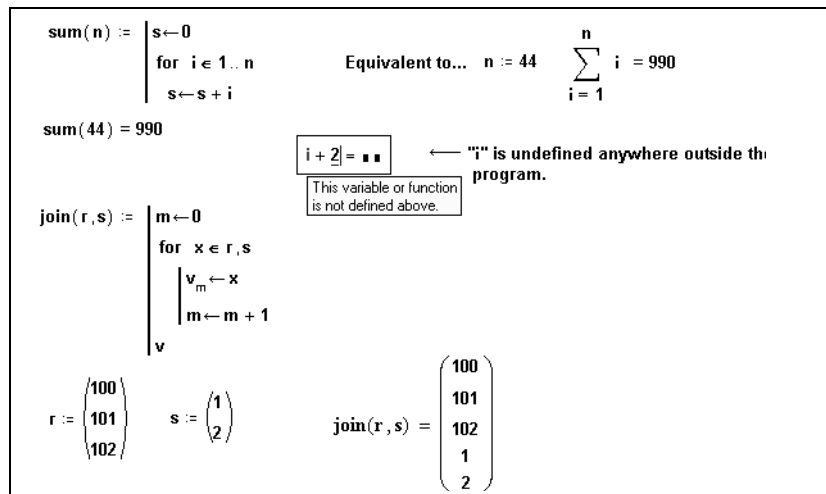 sum(n) := s←0
for i ∈ 1 .. n
s←s + i
Equivalent to... n := 44 n ∑ i = 1 i = 990
sum(44) = 990
i + 2 = ▪ ▪
This variable or function
is not defined above.
← "i" is undefined anywhere outside the
program.
join(r,s) := m←0
for x ∈ r,s
v_m ← x
m←m + 1
v
r := (100 101 102) s := (1 2) join(r,s) = (100 101 102 1 2)